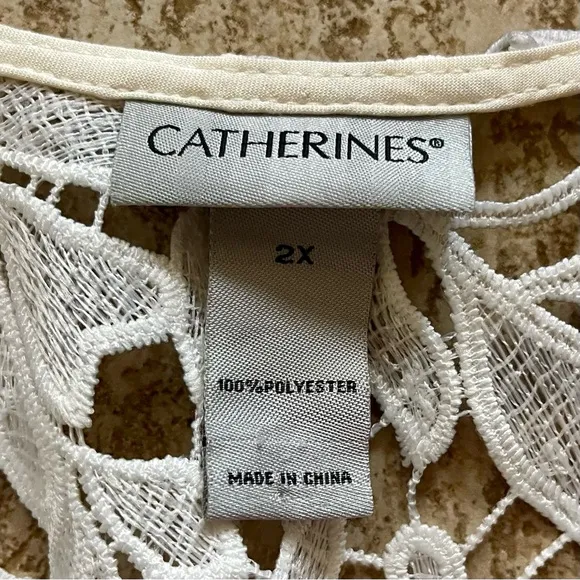 CATHERINES®
2X
100%POLYESTER
MADE IN CHINA